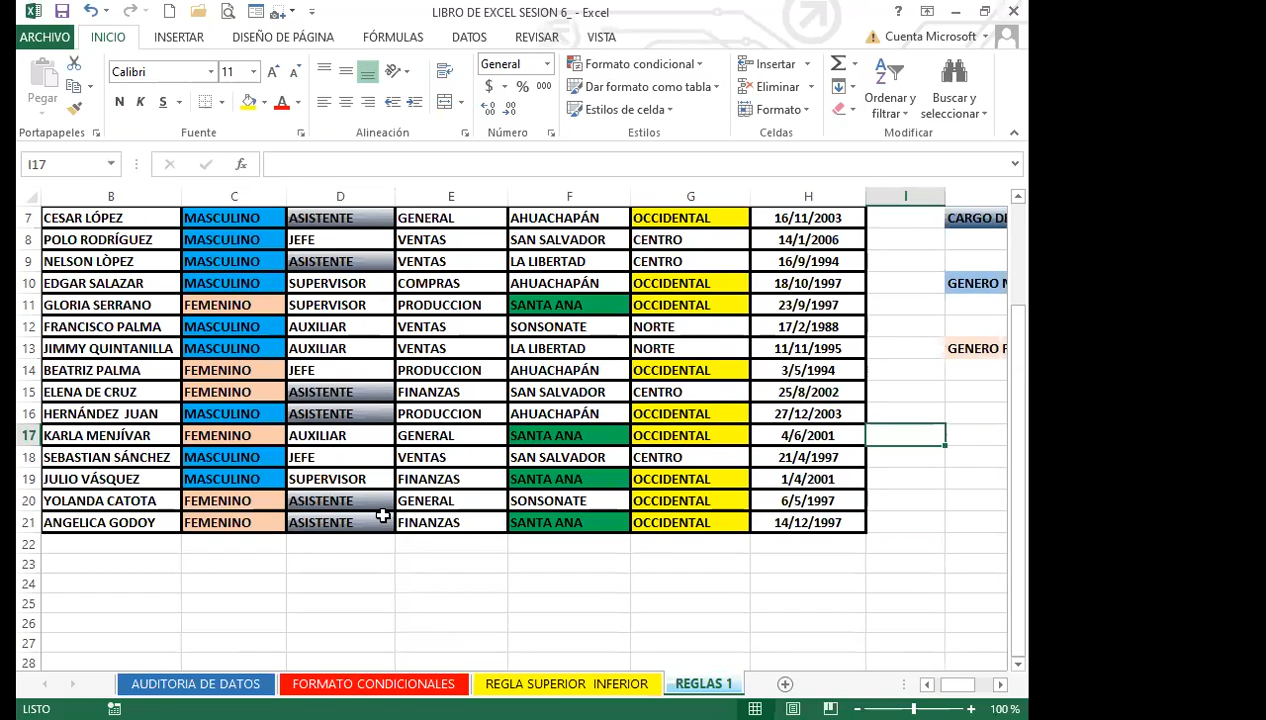 LIBRO DE EXCEL SESION 6_ - Excel
ARCHIVO INICIO INSERTAR DISEÑO DE PÁGINA FÓRMULAS DATOS REVISAR VISTA Cuenta Microsoft
Pegar
Calibri 11
N K S
General
$ % 000
Formato condicional
Dar formato como tabla
Estilos de celda
Insertar
Eliminar
Formato
Ordenar y filtrar
Buscar y seleccionar
Portapapeles Fuente Alineación Número Estilos Celdas Modificar
I17 fx
B C D E F G H I
7 CESAR LÓPEZ MASCULINO ASISTENTE GENERAL AHUACHAPÁN OCCIDENTAL 16/11/2003 CARGO DE
8 POLO RODRÍGUEZ MASCULINO JEFE VENTAS SAN SALVADOR CENTRO 14/1/2006
9 NELSON LÒPEZ MASCULINO ASISTENTE VENTAS LA LIBERTAD CENTRO 16/9/1994
10 EDGAR SALAZAR MASCULINO SUPERVISOR COMPRAS AHUACHAPÁN OCCIDENTAL 18/10/1997 GENERO
11 GLORIA SERRANO FEMENINO SUPERVISOR PRODUCCION SANTA ANA OCCIDENTAL 23/9/1997
12 FRANCISCO PALMA MASCULINO AUXILIAR VENTAS SONSONATE NORTE 17/2/1988
13 JIMMY QUINTANILLA MASCULINO AUXILIAR VENTAS LA LIBERTAD NORTE 11/11/1995 GENERO F
14 BEATRIZ PALMA FEMENINO JEFE PRODUCCION AHUACHAPÁN OCCIDENTAL 3/5/1994
15 ELENA DE CRUZ FEMENINO ASISTENTE FINANZAS SAN SALVADOR CENTRO 25/8/2002
16 HERNÁNDEZ JUAN MASCULINO ASISTENTE PRODUCCION AHUACHAPÁN OCCIDENTAL 27/12/2003
17 KARLA MENJÍVAR FEMENINO AUXILIAR GENERAL SANTA ANA OCCIDENTAL 4/6/2001
18 SEBASTIAN SÁNCHEZ MASCULINO JEFE VENTAS SAN SALVADOR CENTRO 21/4/1997
19 JULIO VÁSQUEZ MASCULINO SUPERVISOR FINANZAS SANTA ANA OCCIDENTAL 1/4/2001
20 YOLANDA CATOTA FEMENINO ASISTENTE GENERAL SONSONATE OCCIDENTAL 6/5/1997
21 ANGELICA GODOY FEMENINO ASISTENTE FINANZAS SANTA ANA OCCIDENTAL 14/12/1997
22
23
24
25
26
27
28
AUDITORIA DE DATOS FORMATO CONDICIONALES REGLA SUPERIOR INFERIOR REGLAS 1
LISTO 100 %